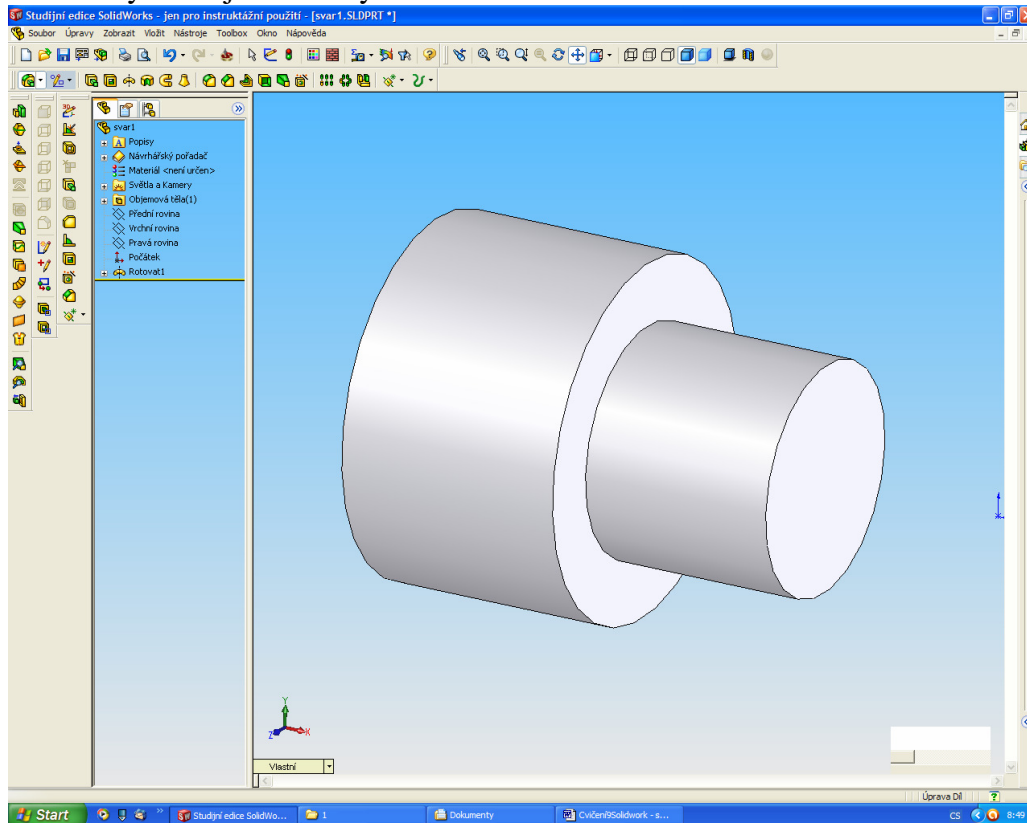 Studijní edice SolidWorks - jen pro instruktážní použití - [svar1.SLDPRT *]
Soubor Úpravy Zobrazit Vložit Nástroje Toolbox Okno Nápověda
svar1
Popisy
Návrhářský pořadač
Materiál <není určen>
Světla a Kamery
Objemová těla(1)
Přední rovina
Vrchní rovina
Pravá rovina
Počátek
Rotovat1
Y
Z X
Vlastní
Úprava Díl
Start
Studijní edice SolidWo...
1
Dokumenty
Cvičení9Solidwork - s...
CS
8:49